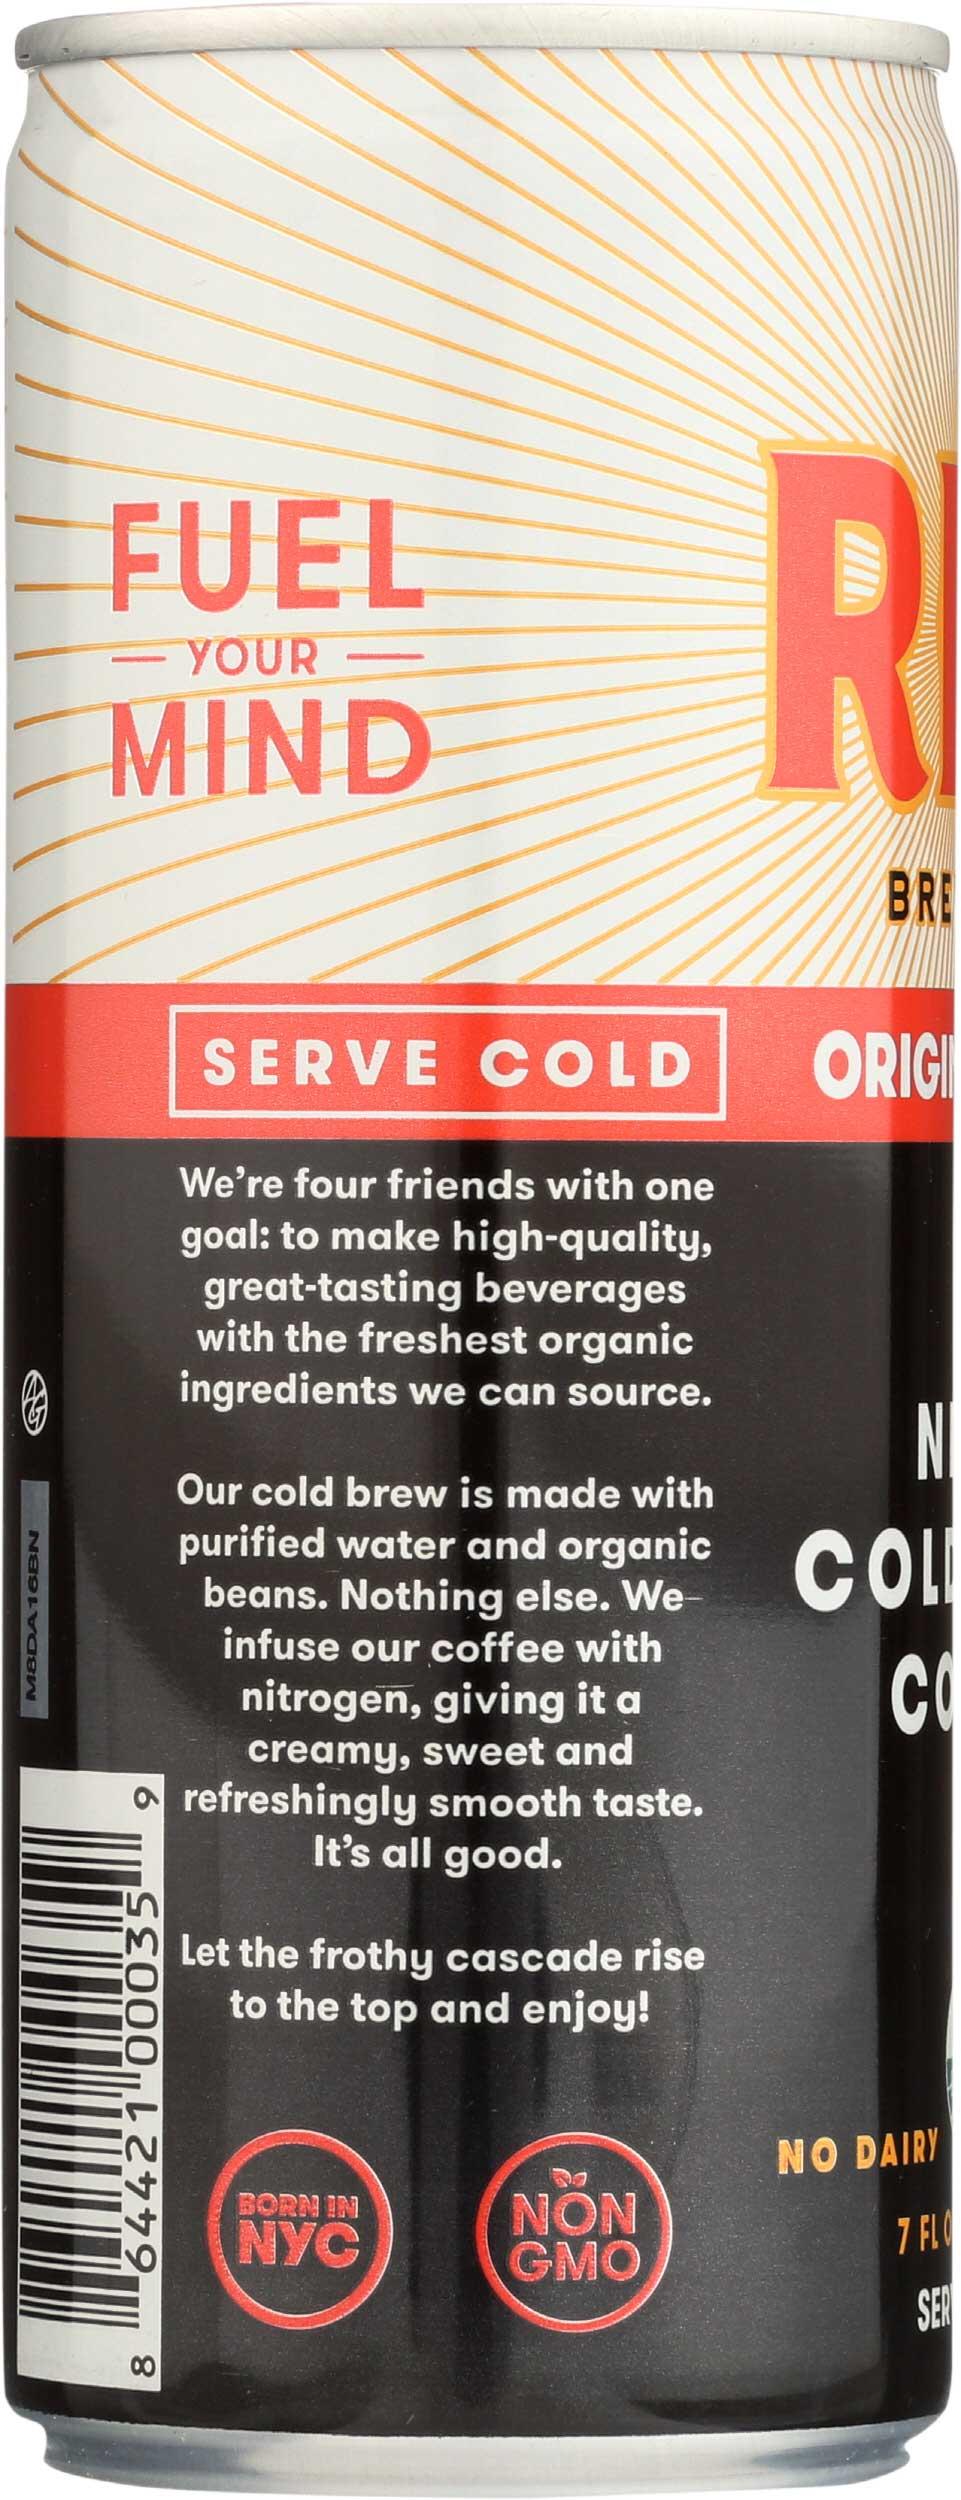 FUEL
YOUR
MIND
SERVE COLD
We're four friends with one
goal: to make high-quality,
great-tasting beverages
with the freshest organic
ingredients we can source.
Our cold brew is made with
purified water and organic
beans. Nothing else. We
infuse our coffee with
nitrogen, giving it a
creamy, sweet and
refreshingly smooth taste.
It's all good.
Let the frothy cascade rise
to the top and enjoy!
BORN IN
NYC
NON
GMO
M8DA16BN
8 64421 00035 9
NO DAIRY
7 FL